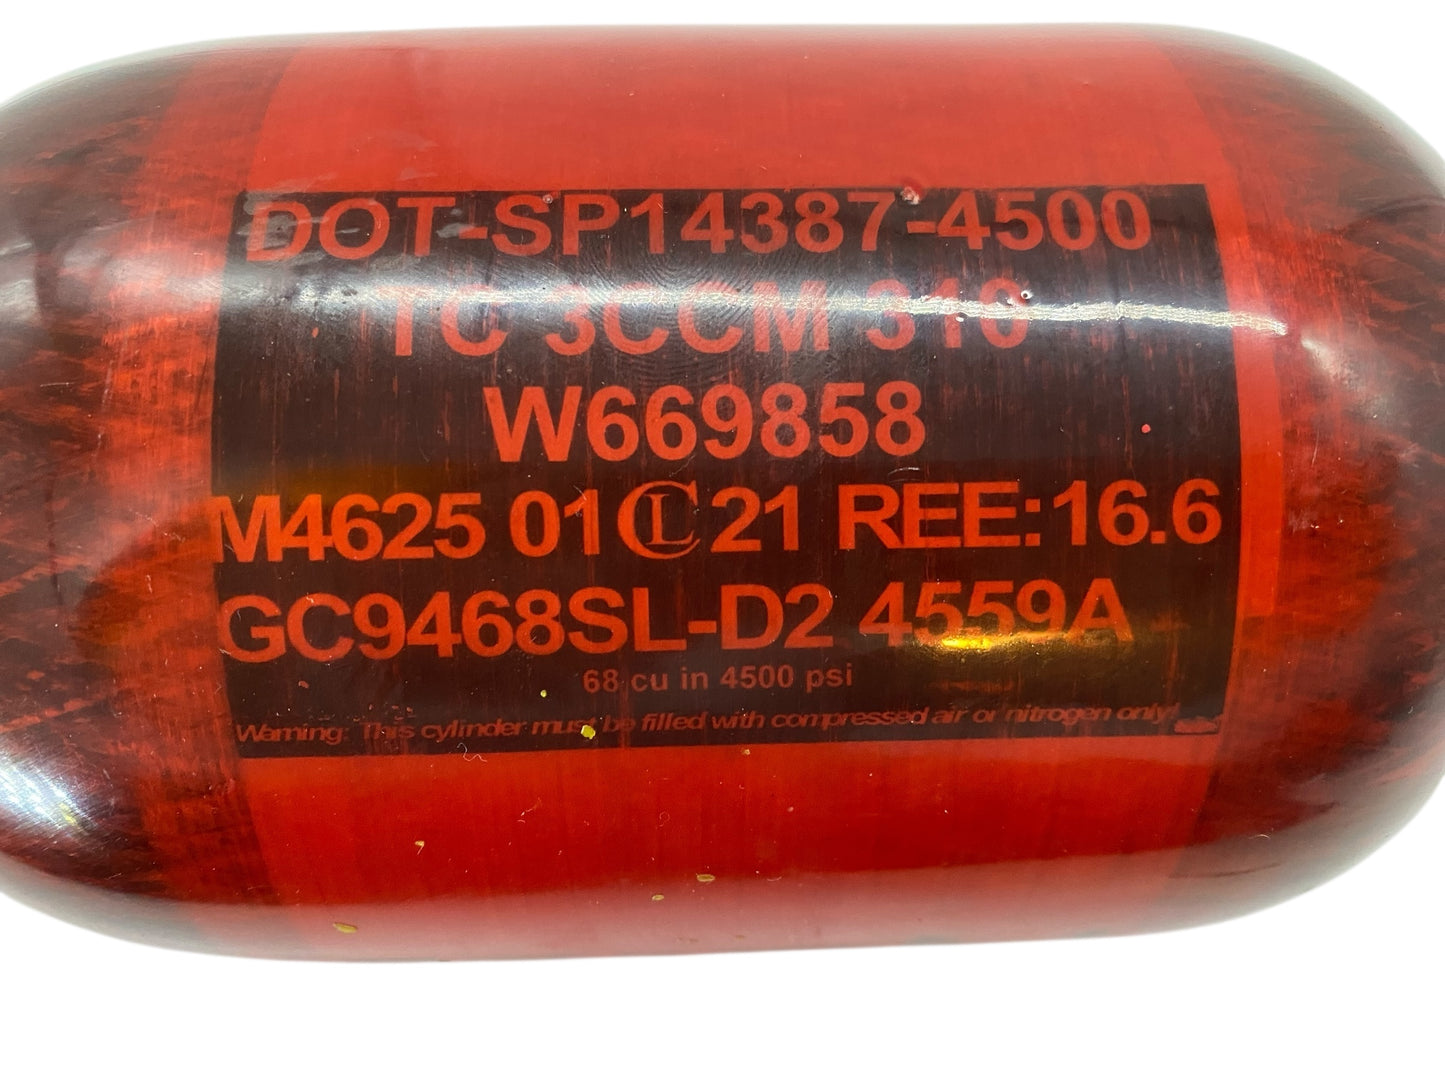 DOT-SP14387-4500
TC 3CCM 310
W669858
M4625 01 CL 21 REE:16.6
GC9468SL-D2 4559A
68 cu in 4500 psi
Warning: This cylinder must be filled with compressed air or nitrogen only!